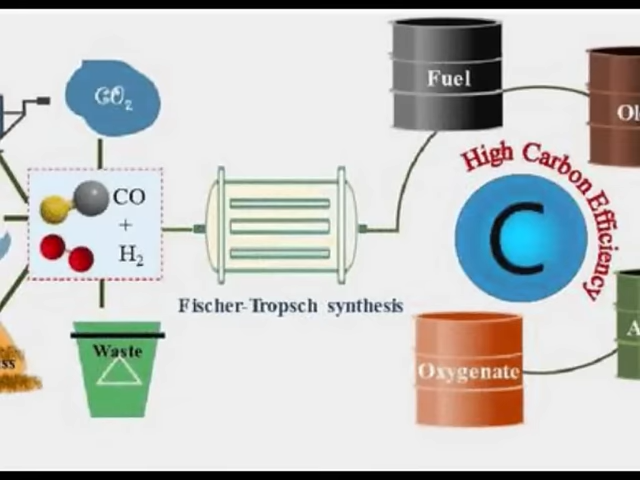 CO2
Fuel
High Carbon Efficiency
CO
+
H2
C
Fischer-Tropsch synthesis
Waste
Oxygenate